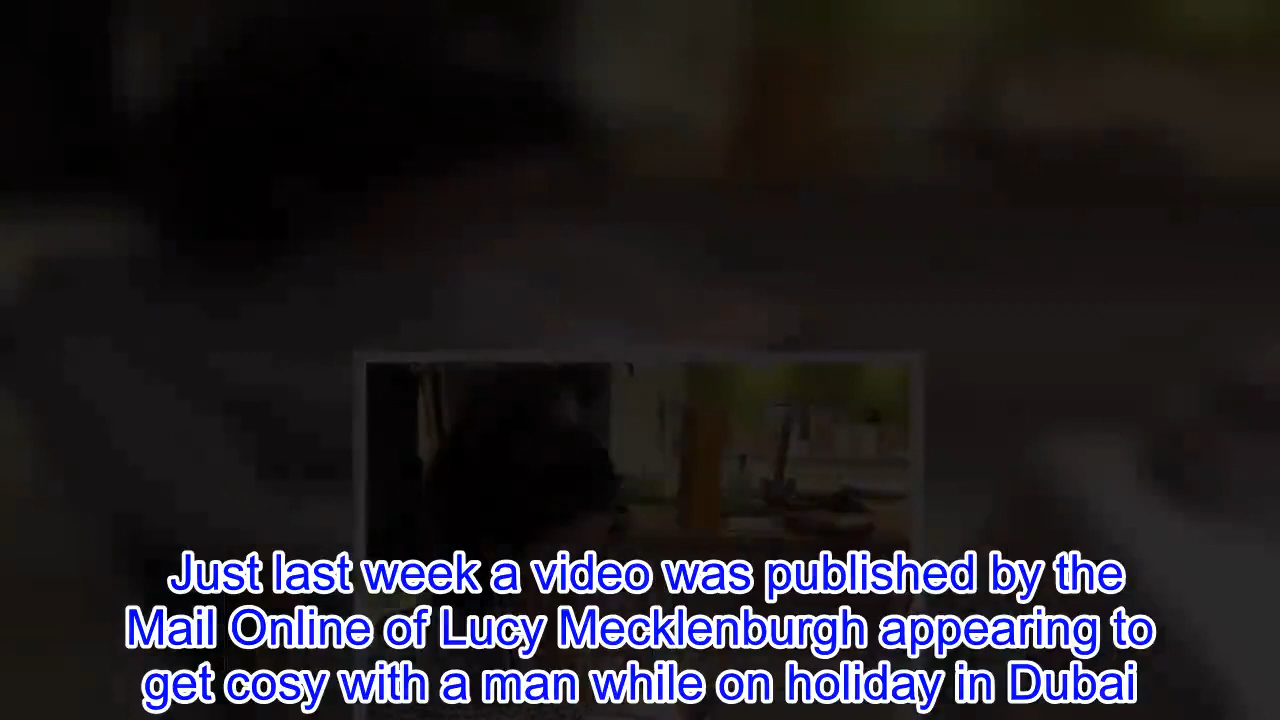 Just last week a video was published by the
Mail Online of Lucy Mecklenburgh appearing to
get cosy with a man while on holiday in Dubai